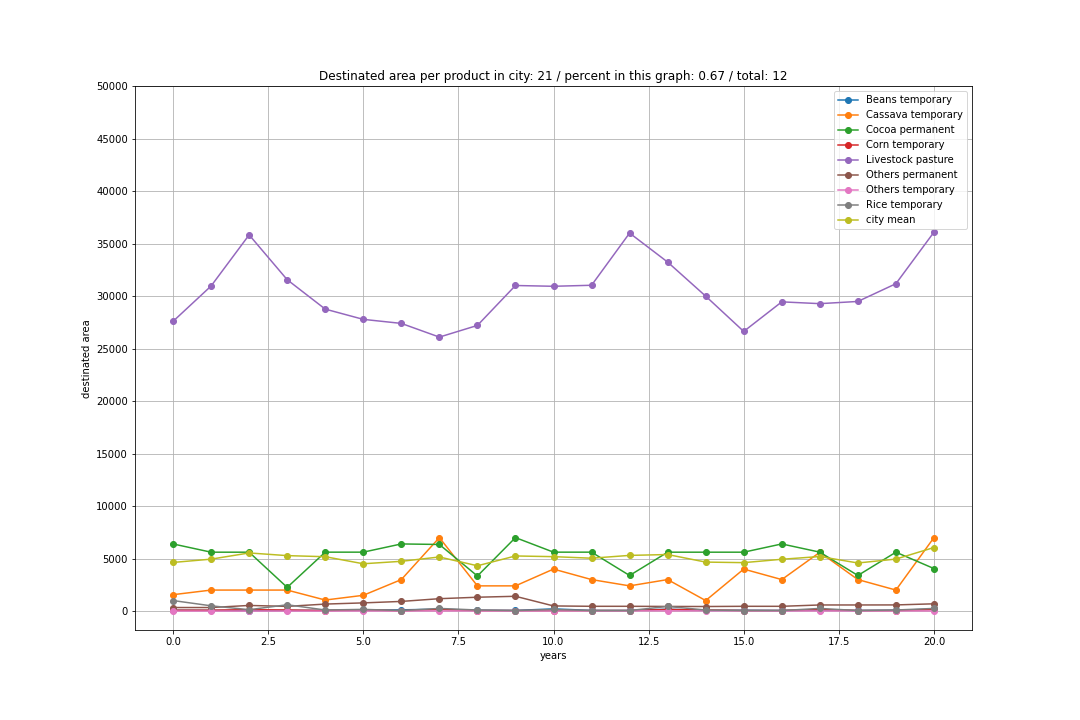 Destinated area per product in city: 21 / percent in this graph: 0.67 / total: 12
50000
45000
40000
35000
30000
25000
20000
15000
10000
5000
0
destinated area
Beans temporary
Cassava temporary
Cocoa permanent
Corn temporary
Livestock pasture
Others permanent
Others temporary
Rice temporary
city mean
0.0 2.5 5.0 7.5 10.0 12.5 15.0 17.5 20.0
years